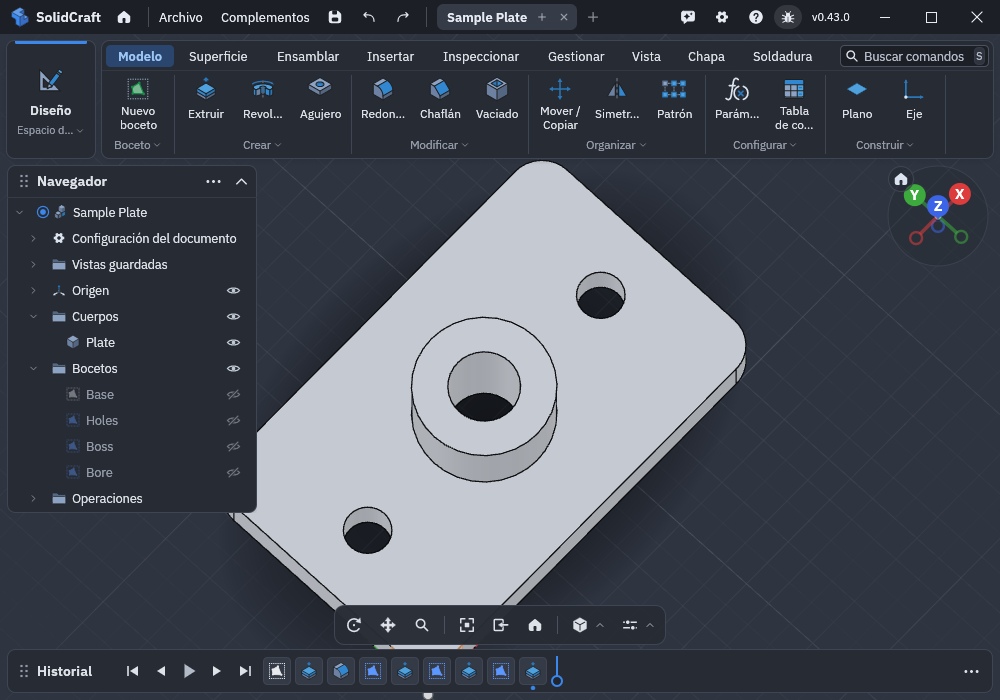 SolidCraft Archivo Complementos Sample Plate v0.43.0
Modelo Superficie Ensamblar Insertar Inspeccionar Gestionar Vista Chapa Soldadura Buscar comandos S
Diseño
Espacio d...
Nuevo boceto
Extruir
Revol...
Agujero
Redon...
Chaflán
Vaciado
Mover / Copiar
Simetr...
Patrón
Parám...
Tabla de co...
Plano
Eje
Boceto Crear Modificar Organizar Configurar Construir
Navegador
Sample Plate
Configuración del documento
Vistas guardadas
Origen
Cuerpos
Plate
Bocetos
Base
Holes
Boss
Bore
Operaciones
Y X
Z
Historial